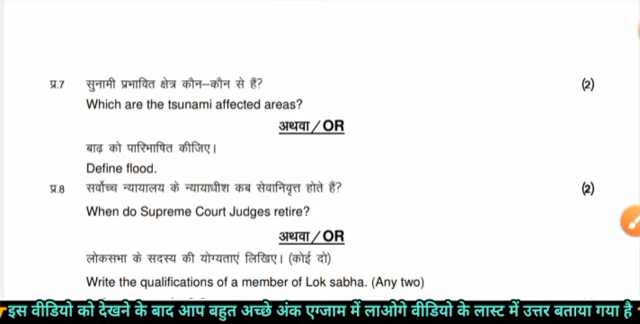 प्र.7 सुनामी प्रभावित क्षेत्र कौन–कौन से हैं? (2)
Which are the tsunami affected areas?
अथवा / OR
बाढ़ को पारिभाषित कीजिए।
Define flood.
प्र.8 सर्वोच्च न्यायालय के न्यायाधीश कब सेवानिवृत्त होते हैं? (2)
When do Supreme Court Judges retire?
अथवा / OR
लोकसभा के सदस्य की योग्यताएं लिखिए। (कोई दो)
Write the qualifications of a member of Lok sabha. (Any two)
इस वीडियो को देखने के बाद आप बहुत अच्छे अंक एग्जाम में लाओगे वीडियो के लास्ट में उत्तर बताया गया है